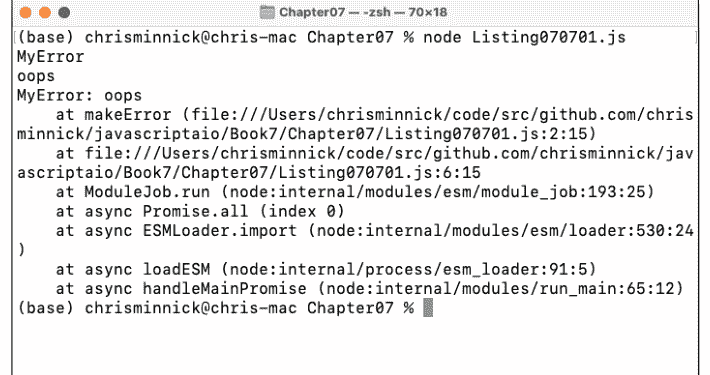 Chapter07 — -zsh — 70×18
(base) chrisminnick@chris-mac Chapter07 % node Listing070701.js
MyError
oops
MyError: oops
    at makeError (file:///Users/chrisminnick/code/src/github.com/chris
minnick/javascriptaio/Book7/Chapter07/Listing070701.js:2:15)
    at file:///Users/chrisminnick/code/src/github.com/chrisminnick/jav
ascriptaio/Book7/Chapter07/Listing070701.js:6:15
    at ModuleJob.run (node:internal/modules/esm/module_job:193:25)
    at async Promise.all (index 0)
    at async ESMLoader.import (node:internal/modules/esm/loader:530:24
)
    at async loadESM (node:internal/process/esm_loader:91:5)
    at async handleMainPromise (node:internal/modules/run_main:65:12)
(base) chrisminnick@chris-mac Chapter07 %